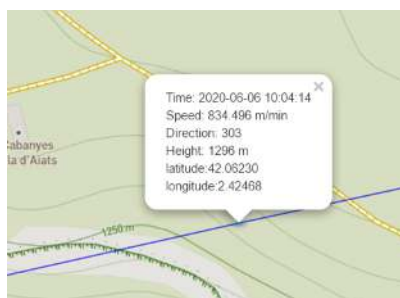 Time: 2020-06-06 10:04:14
Speed: 834.496 m/min
Direction: 303
Height: 1296 m
latitude:42.06230
longitude:2.42468
×
Cabanyes
la d'Aiats
1250 m